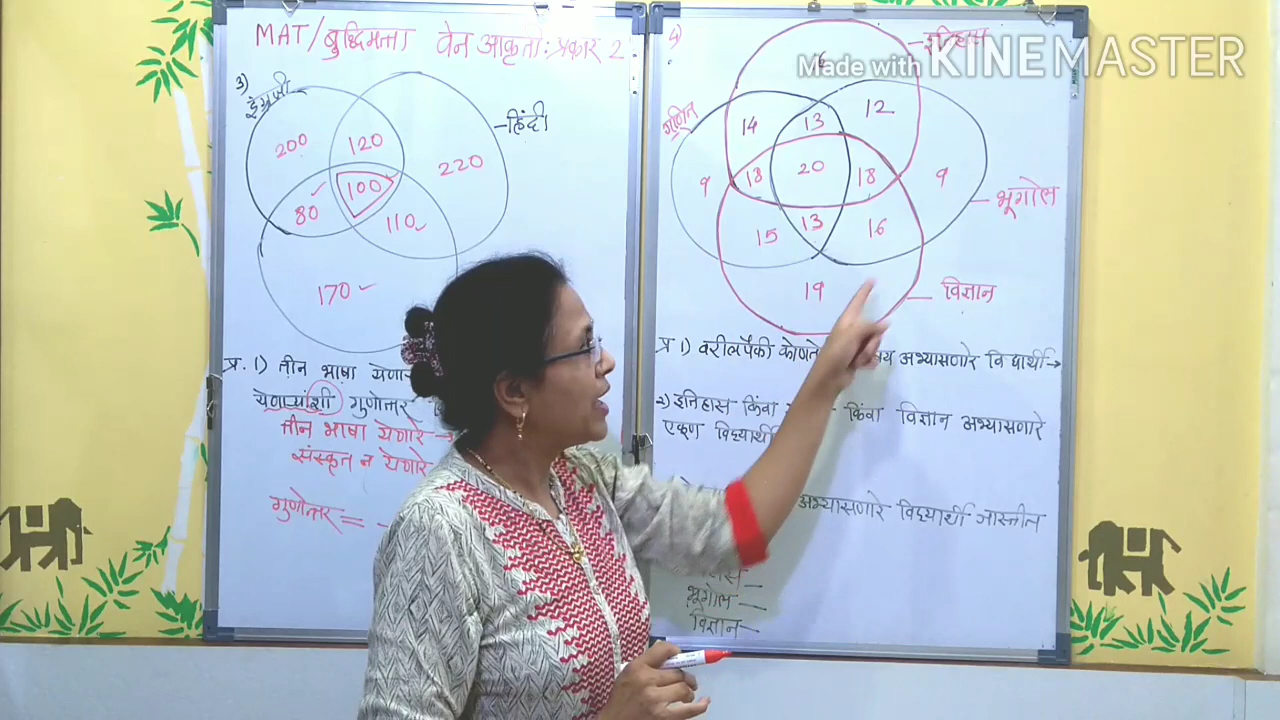 MAT/बुद्धिमत्ता वेन आकृती: प्रकार 2
3)
इंग्रजी
200 120
-हिंदी
220
100
80 110
170
प्र. 1) तीन भाषा
येणाऱ्यांशी गुणोत्तर
तीन भाषा येणारे →
संस्कृत न येणारे
गुणोत्तर = -
4)
इतिहास
Made with KINEMASTER
गणित
14 13 12
9 18 20 18 9
भूगोल
15 13 16
19
विज्ञान
प्र 1) वरीलपैकी अभ्यासणारे विद्यार्थी →
2) इतिहास किंवा किंवा विज्ञान अभ्यासणारे
एकूण
अभ्यासणारे विद्यार्थी जास्तीत
भूगोल —
विज्ञान —